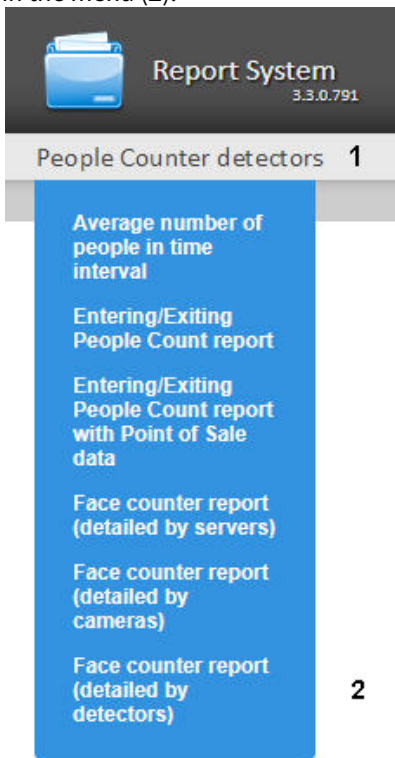 in the menu (2).
Report System
3.3.0.791
People Counter detectors 1
Average number of
people in time
interval
Entering/Exiting
People Count report
Entering/Exiting
People Count report
with Point of Sale
data
Face counter report
(detailed by servers)
Face counter report
(detailed by
cameras)
Face counter report
(detailed by
detectors)
2